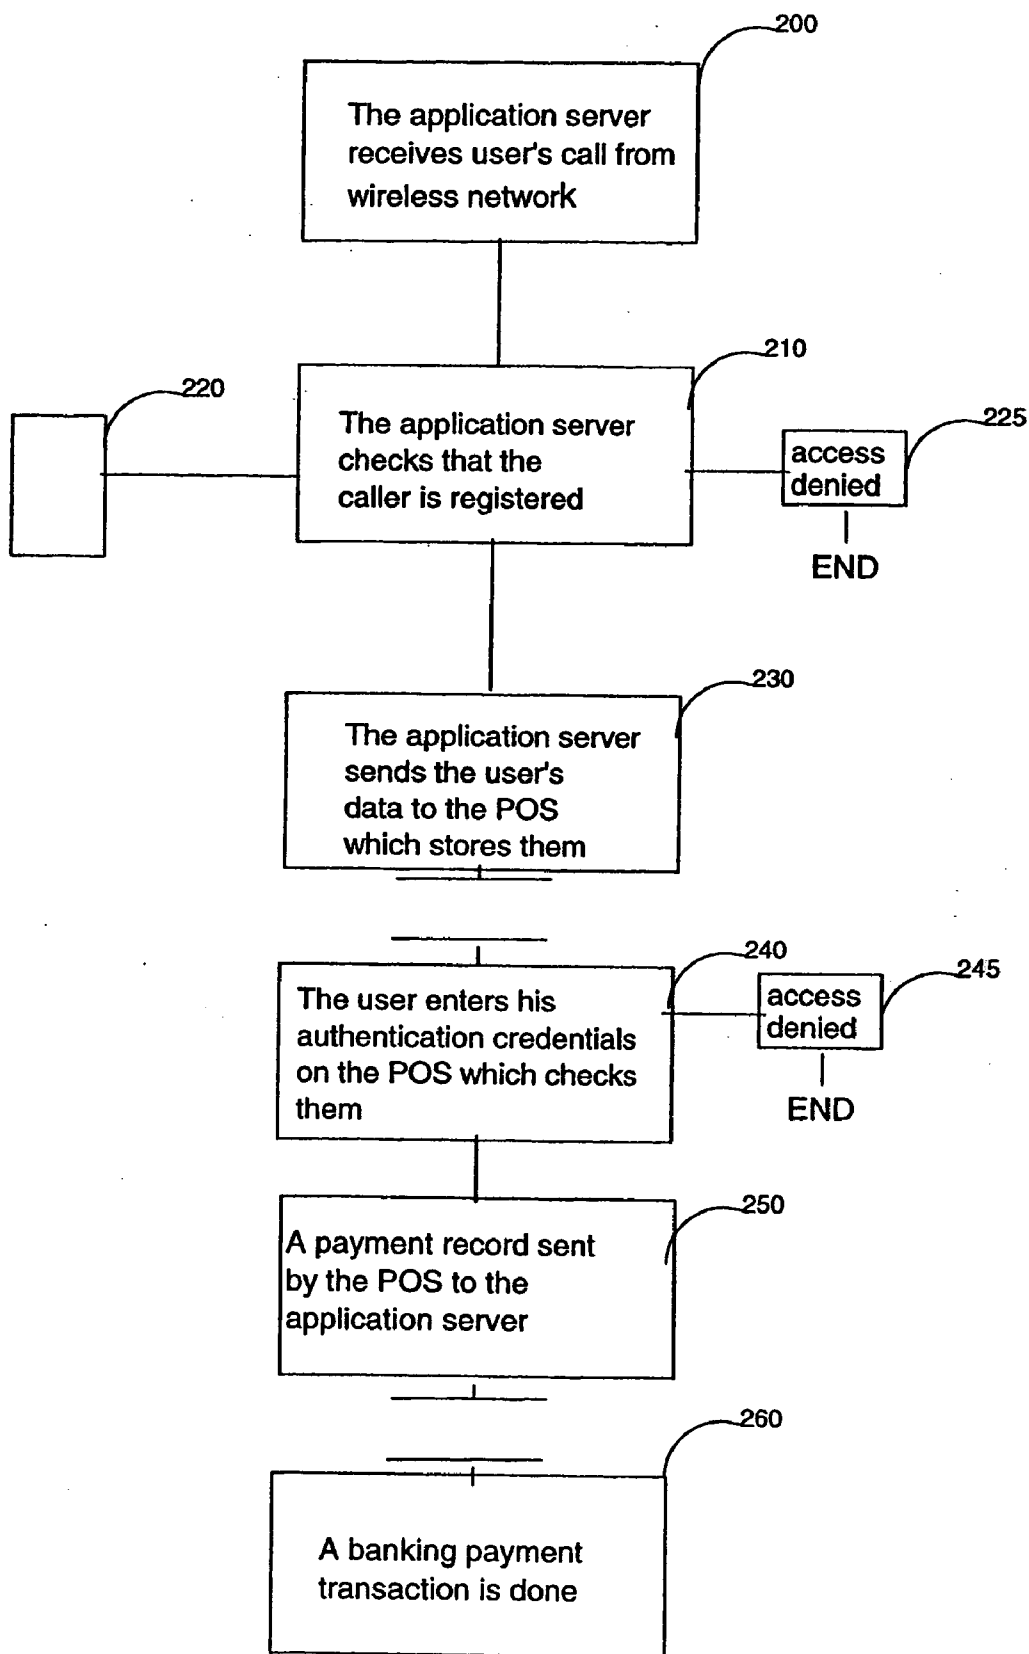 200
The application server
receives user's call from
wireless network
210
220
The application server
checks that the
caller is registered
225
access
denied
END
230
The application server
sends the user's
data to the POS
which stores them
240
The user enters his
authentication credentials
on the POS which checks
them
245
access
denied
END
250
A payment record sent
by the POS to the
application server
260
A banking payment
transaction is done